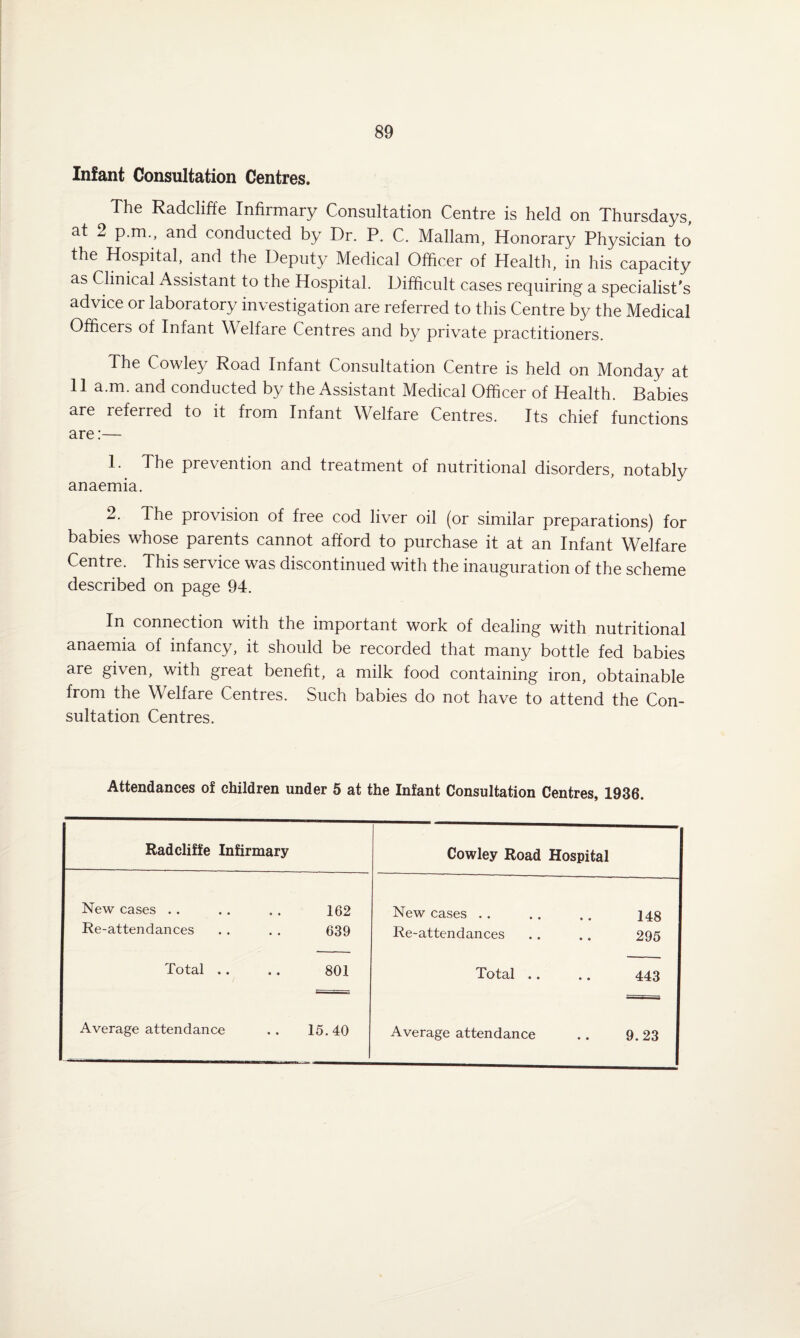 89
Infant Consultation Centres.
The Radcliffe Infirmary Consultation Centre is held on Thursdays,
at 2 p.m., and conducted by Dr. P. C. Mallam, Honorary Physician to
the Hospital, and the Deputy Medical Officer of Health, in his capacity
as Clinical Assistant to the Hospital. Difficult cases requiring a specialist's
advice or laboratory investigation are referred to this Centre by the Medical
Officers of Infant Welfare Centres and by private practitioners.
The Cowley Road Infant Consultation Centre is held on Monday at
11 a.m. and conducted by the Assistant Medical Officer of Health. Babies
are referred to it from Infant Welfare Centres. Its chief functions
are:—
1. The prevention and treatment of nutritional disorders, notably
anaemia.
2. The provision of free cod liver oil (or similar preparations) for
babies whose parents cannot afford to purchase it at an Infant Welfare
Centre. This service was discontinued with the inauguration of the scheme
described on page 94.
In connection with the important work of dealing with nutritional
anaemia of infancy, it should be recorded that many bottle fed babies
are given, with great benefit, a milk food containing iron, obtainable
from the Welfare Centres. Such babies do not have to attend the Con-
sultation Centres.
Attendances of children under 5 at the Infant Consultation Centres, 1936.
Radcliffe Infirmary
New cases . . . . . . 162
Re-attendances . . . . 639
Total . . . . 801
Average attendance . . 15.40
Cowley Road Hospital
New cases . . . . . . 148
Re-attendances . . . . 295
Total . . . . 443
Average attendance . . 9.23